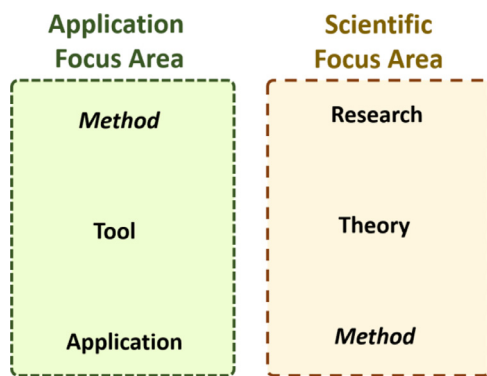 Application
Focus Area
Method
Tool
Application
Scientific
Focus Area
Research
Theory
Method